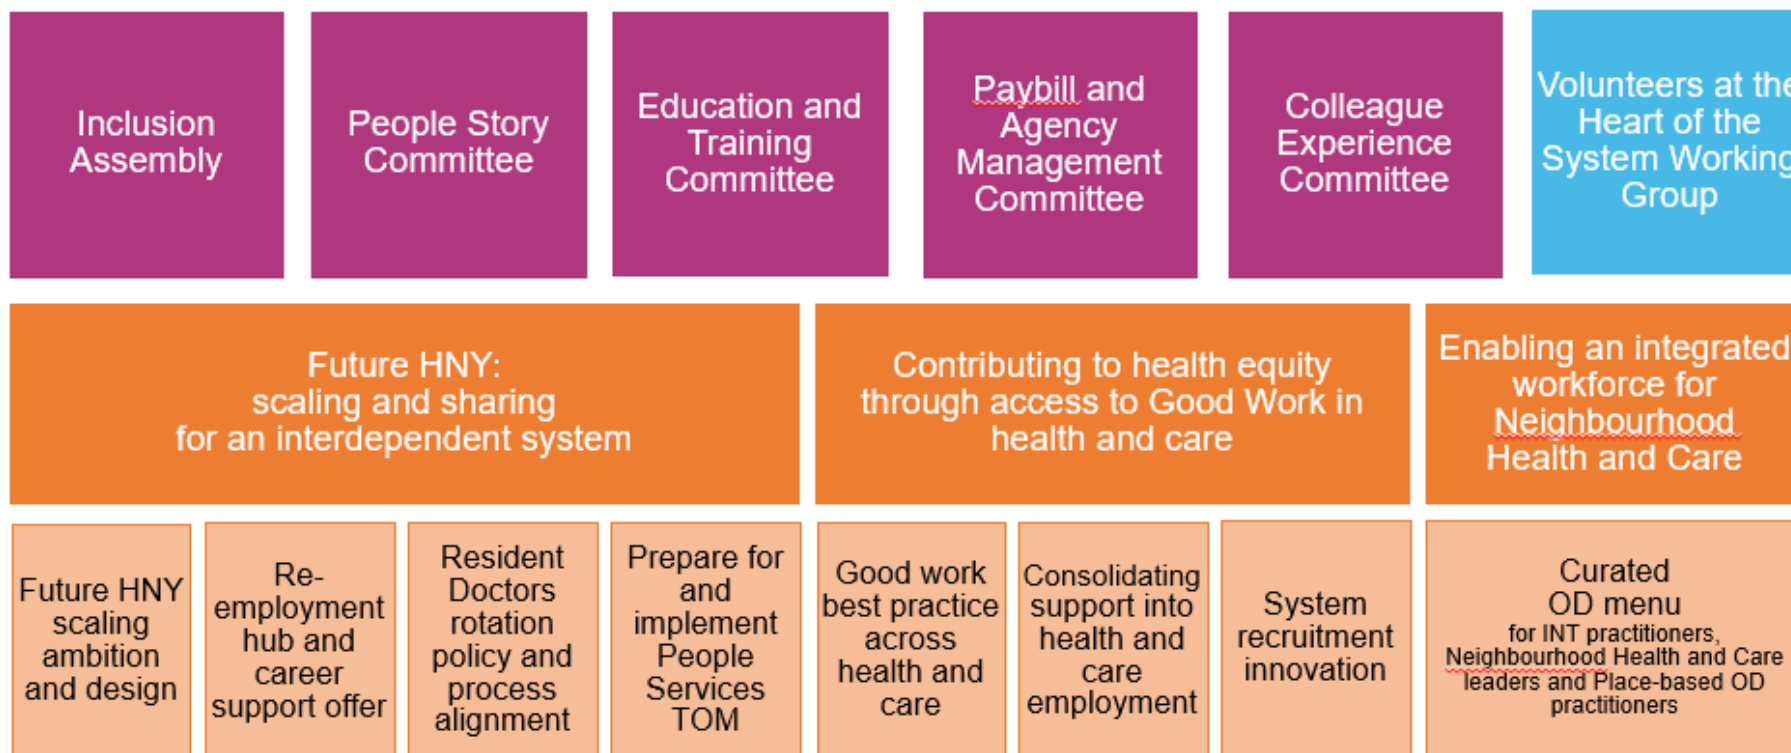 Inclusion
Assembly
People Story
Committee
Education and
Training
Committee
Paybill and
Agency
Management
Committee
Colleague
Experience
Committee
Volunteers at the
Heart of the
System Working
Group
Future HNY:
scaling and sharing
for an interdependent system
Contributing to health equity
through access to Good Work in
health and care
Enabling an integrated
workforce for
Neighbourhood
Health and Care
Future HNY
scaling
ambition
and design
Re-
employment
hub and
career
support offer
Resident
Doctors
rotation
policy and
process
alignment
Prepare for
and
implement
People
Services
TOM
Good work
best practice
across
health and
care
Consolidating
support into
health and
care
employment
System
recruitment
innovation
Curated
OD menu
for INT practitioners,
Neighbourhood Health and Care
leaders and Place-based OD
practitioners